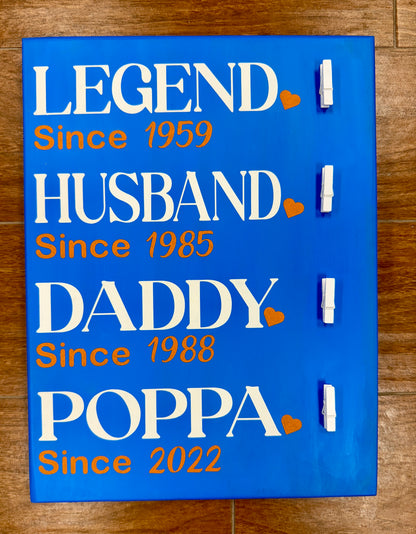 LEGEND
Since 1959
HUSBAND
Since 1985
DADDY
Since 1988
POPPA
Since 2022